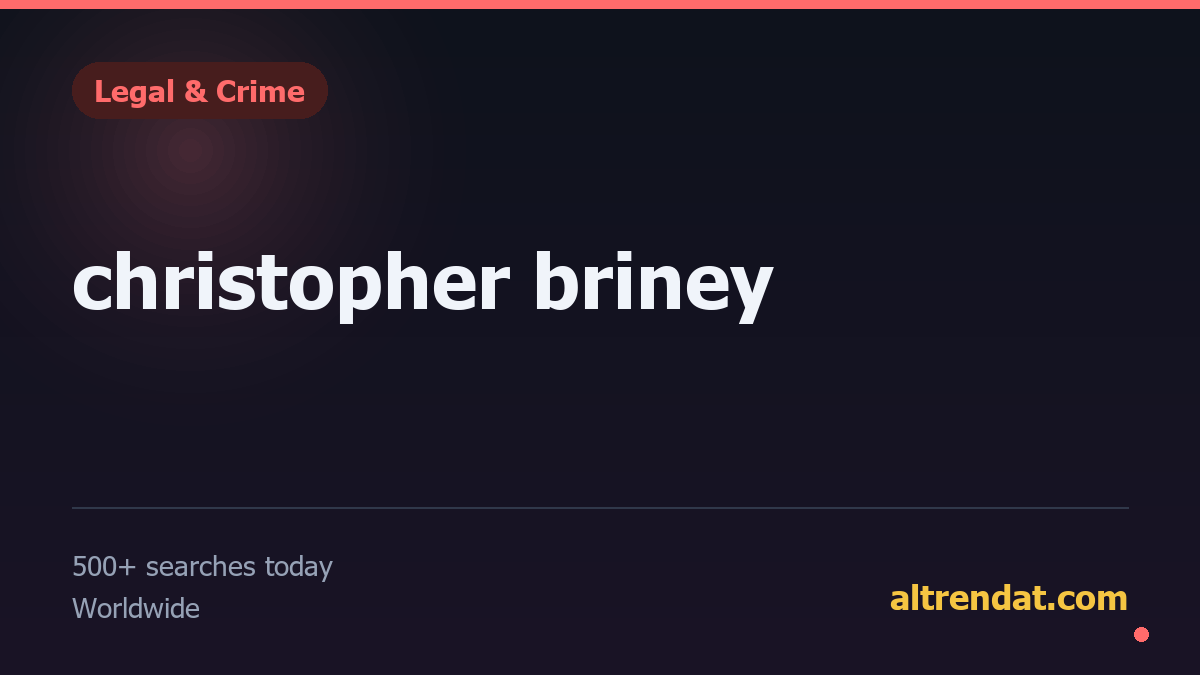 Legal & Crime
christopher briney
500+ searches today
Worldwide
altrendat.com